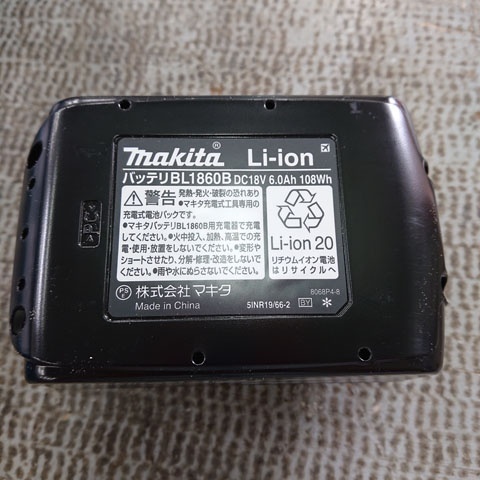 makita® Li-ion
バッテリBL1860B DC18V 6.0Ah 108Wh
警告 発熱・発火・破裂の恐れあり
●マキタ充電式工具専用の
充電式電池パックです。
●マキタバッテリBL1860B用充電器で充電
してください。●火中投入、加熱、高温での充
電・使用・放置をしないでください。●変形や
ショートさせたり、分解・修理・改造をしないで
ください。●雨や水にぬらさないでください。
Li-ion 20
リチウムイオン電池
はリサイクルへ
PS
E
株式会社マキタ
Made in China
5INR19/66-2
8068P4-8
BY